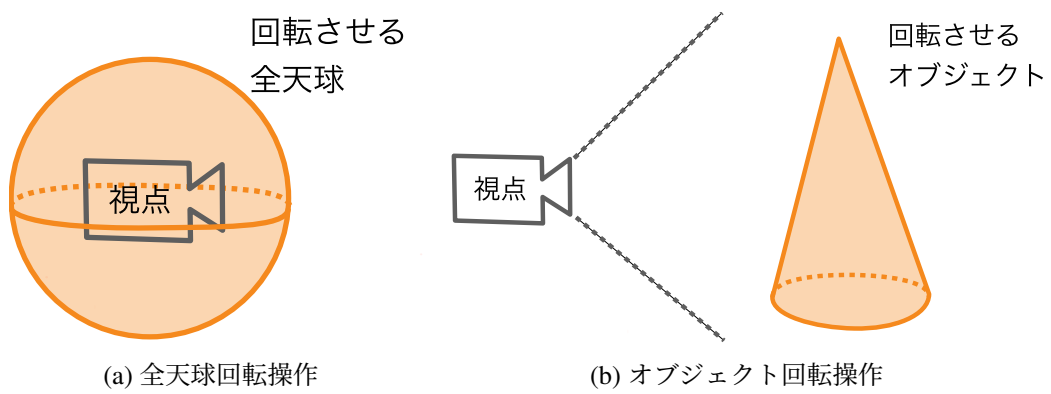 回転させる
全天球
視点
(a) 全天球回転操作
視点
回転させる
オブジェクト
(b) オブジェクト回転操作